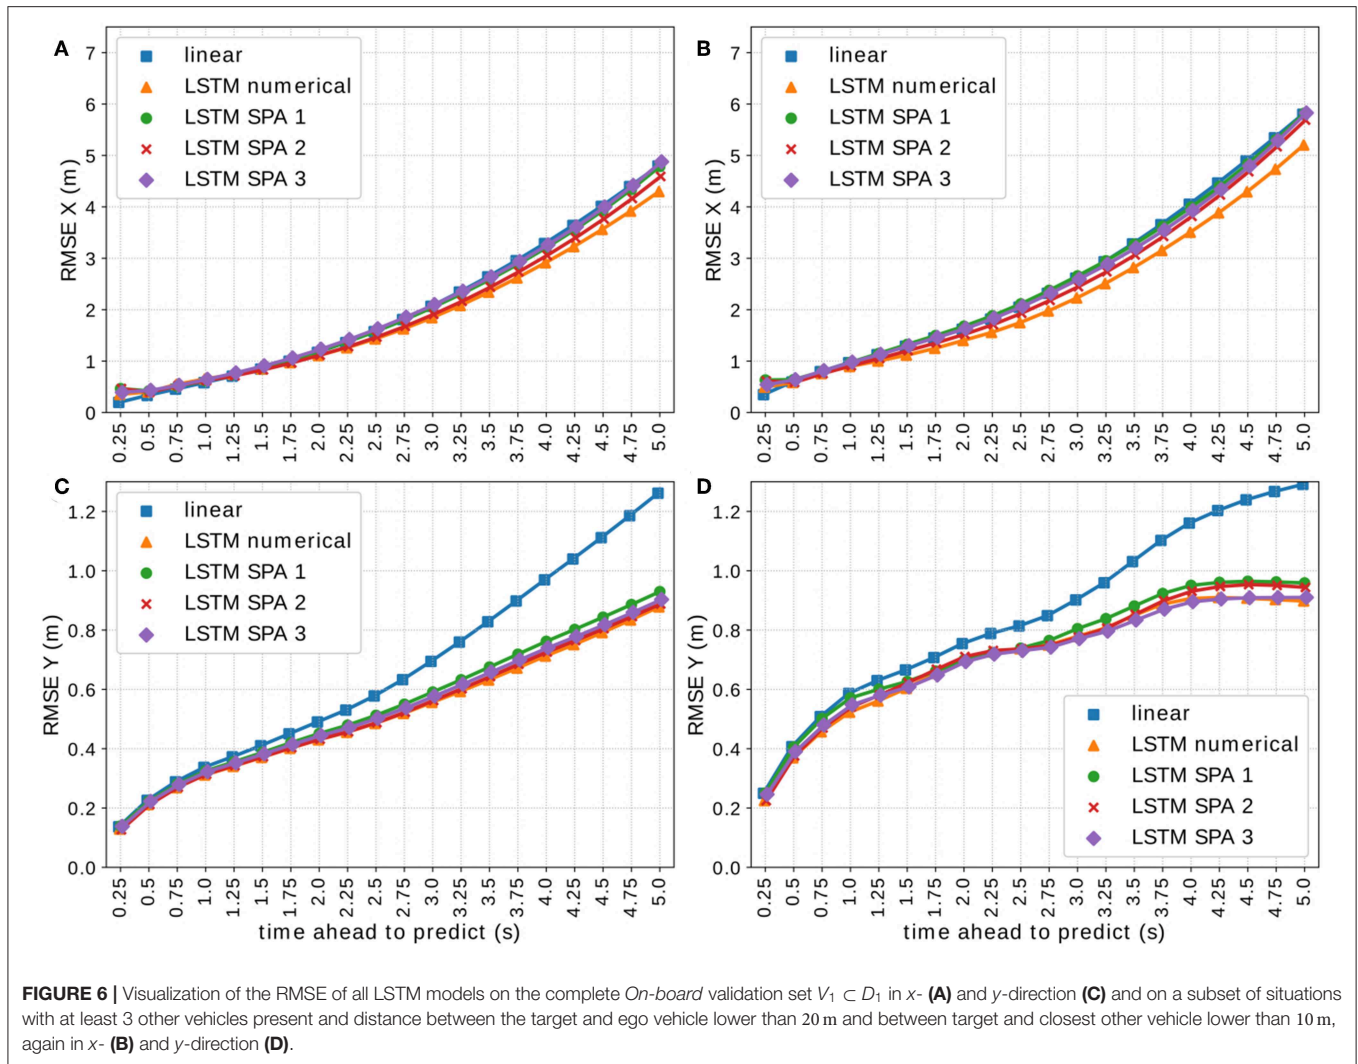 A
7
6
5
4
3
2
1
0
RMSE X (m)
linear
LSTM numerical
LSTM SPA 1
LSTM SPA 2
LSTM SPA 3
0.25 0.5 0.75 1.0 1.25 1.5 1.75 2.0 2.25 2.5 2.75 3.0 3.25 3.5 3.75 4.0 4.25 4.5 4.75 5.0
B
7
6
5
4
3
2
1
0
RMSE X (m)
linear
LSTM numerical
LSTM SPA 1
LSTM SPA 2
LSTM SPA 3
0.25 0.5 0.75 1.0 1.25 1.5 1.75 2.0 2.25 2.5 2.75 3.0 3.25 3.5 3.75 4.0 4.25 4.5 4.75 5.0
C
1.2
1.0
0.8
0.6
0.4
0.2
0.0
RMSE Y (m)
linear
LSTM numerical
LSTM SPA 1
LSTM SPA 2
LSTM SPA 3
0.25 0.5 0.75 1.0 1.25 1.5 1.75 2.0 2.25 2.5 2.75 3.0 3.25 3.5 3.75 4.0 4.25 4.5 4.75 5.0
time ahead to predict (s)
D
1.2
1.0
0.8
0.6
0.4
0.2
0.0
RMSE Y (m)
linear
LSTM numerical
LSTM SPA 1
LSTM SPA 2
LSTM SPA 3
0.25 0.5 0.75 1.0 1.25 1.5 1.75 2.0 2.25 2.5 2.75 3.0 3.25 3.5 3.75 4.0 4.25 4.5 4.75 5.0
time ahead to predict (s)
FIGURE 6 | Visualization of the RMSE of all LSTM models on the complete On-board validation set V₁ ⊂ D₁ in x- (A) and y-direction (C) and on a subset of situations
with at least 3 other vehicles present and distance between the target and ego vehicle lower than 20 m and between target and closest other vehicle lower than 10 m,
again in x- (B) and y-direction (D).